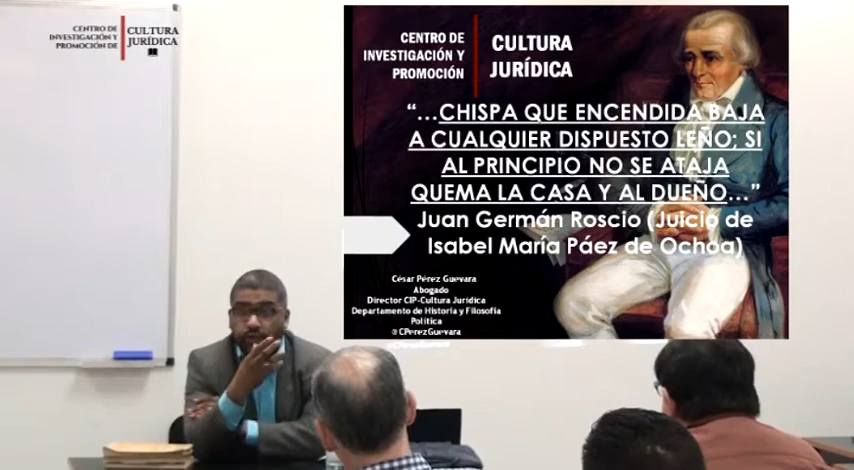 CENTRO DE
INVESTIGACIÓN Y
PROMOCIÓN DE
CULTURA
JURÍDICA
CENTRO DE
INVESTIGACIÓN Y
PROMOCIÓN
CULTURA
JURÍDICA
“...CHISPA QUE ENCENDIDA BAJA
A CUALQUIER DISPUESTO LEÑO; SI
AL PRINCIPIO NO SE ATAJA
QUEMA LA CASA Y AL DUEÑO...”
Juan Germán Roscio (Juicio de
Isabel María Páez de Ochoa)
César Pérez Guevara
Abogado
Director CIP-Cultura Jurídica
Departamento de Historia y Filosofía
Política
@CPerezGuevara